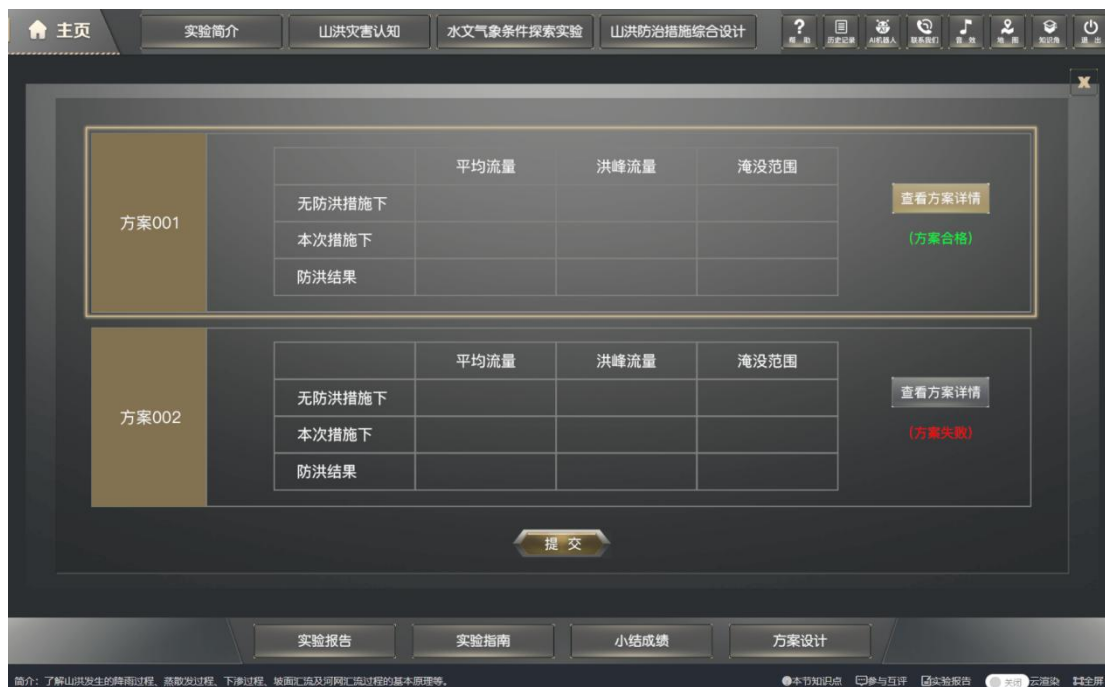 主页
实验简介
山洪灾害认知
水文气象条件探索实验
山洪防治措施综合设计
帮 助
历史记录
AI机器人
联系我们
音 效
地 图
知识角
退 出
平均流量 洪峰流量 淹没范围
无防洪措施下
方案001
本次措施下
防洪结果
查看方案详情
(方案合格)
平均流量 洪峰流量 淹没范围
无防洪措施下
方案002
本次措施下
防洪结果
查看方案详情
(方案失败)
提 交
实验报告
实验指南
小结成绩
方案设计
简介：了解山洪发生的降雨过程、蒸散发过程、下渗过程、坡面汇流及河网汇流过程的基本原理等。
本节知识点 参与互评 实验报告 关闭 云渲染 全屏